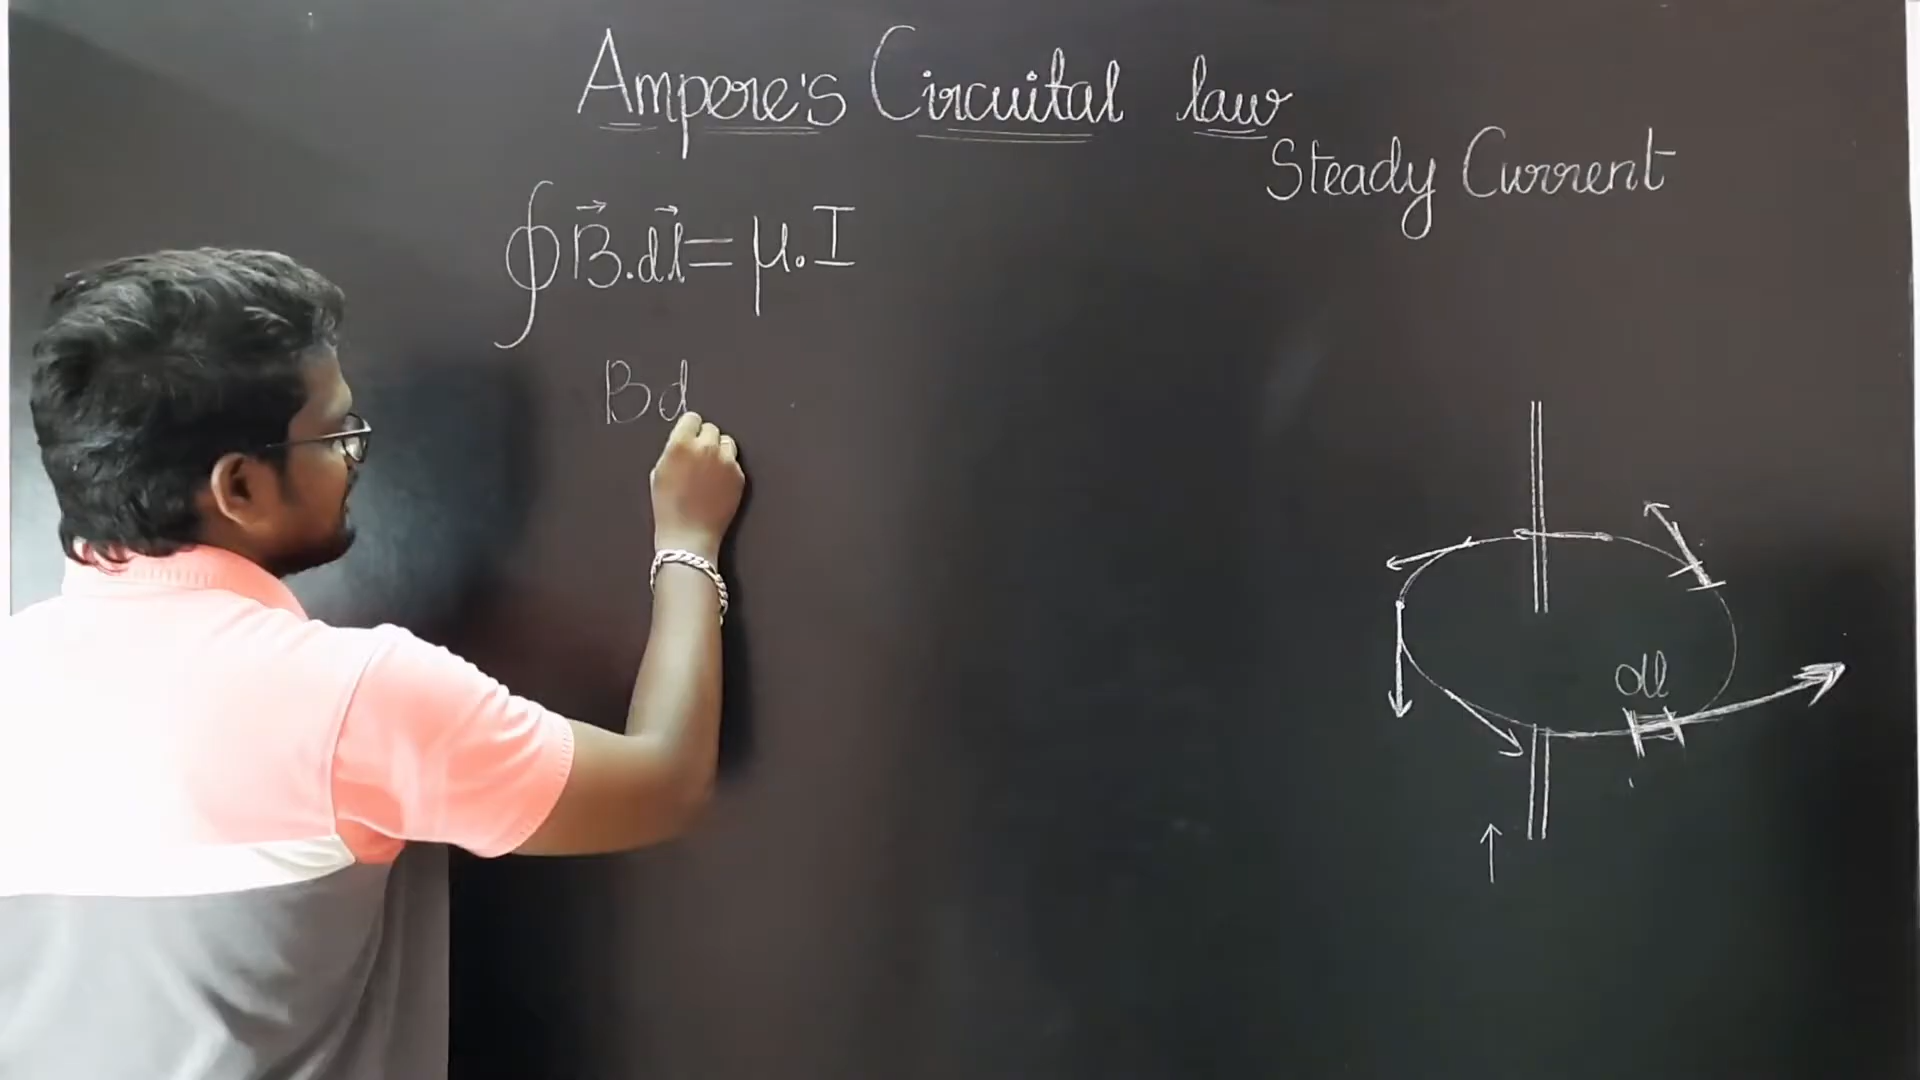 Ampere's Circuital law
Steady Current
∮B⃗.dl⃗ = μ₀I
Bd
dl